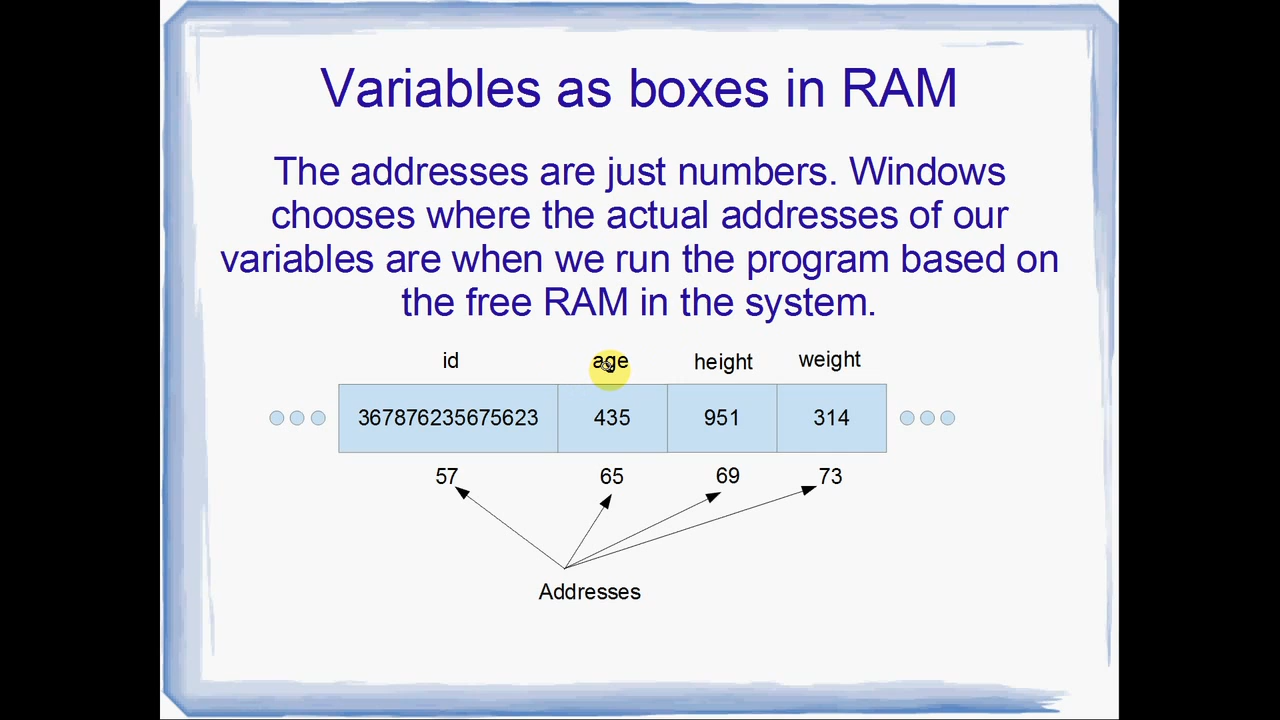 Variables as boxes in RAM
The addresses are just numbers. Windows
chooses where the actual addresses of our
variables are when we run the program based on
the free RAM in the system.
id age height weight
367876235675623 435 951 314
57 65 69 73
Addresses